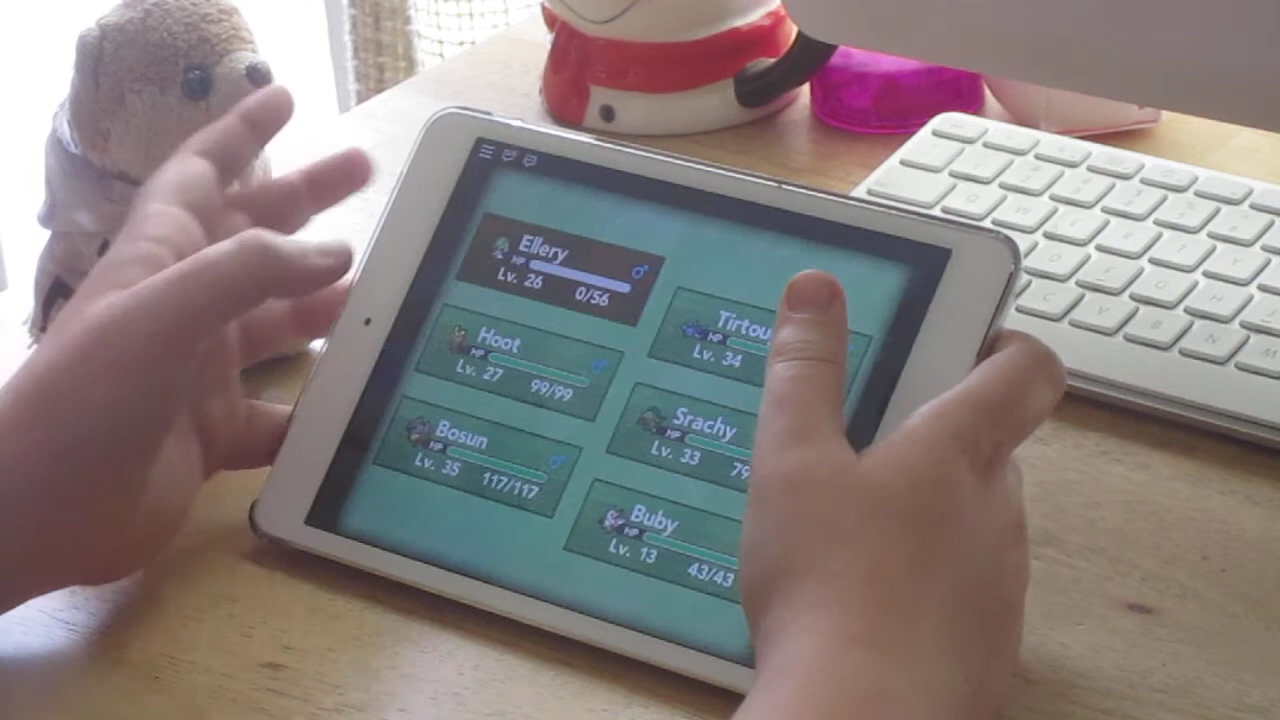 Ellery
HP
Lv. 26 0/56
Hoot
HP
Lv. 27 99/99
Bosun
HP
Lv. 35 117/117
HP
Lv. 34
Srachy
HP
Lv. 33
Buby
HP
Lv. 13 43/43
Q W R T Y
D F G H J
C V B N M